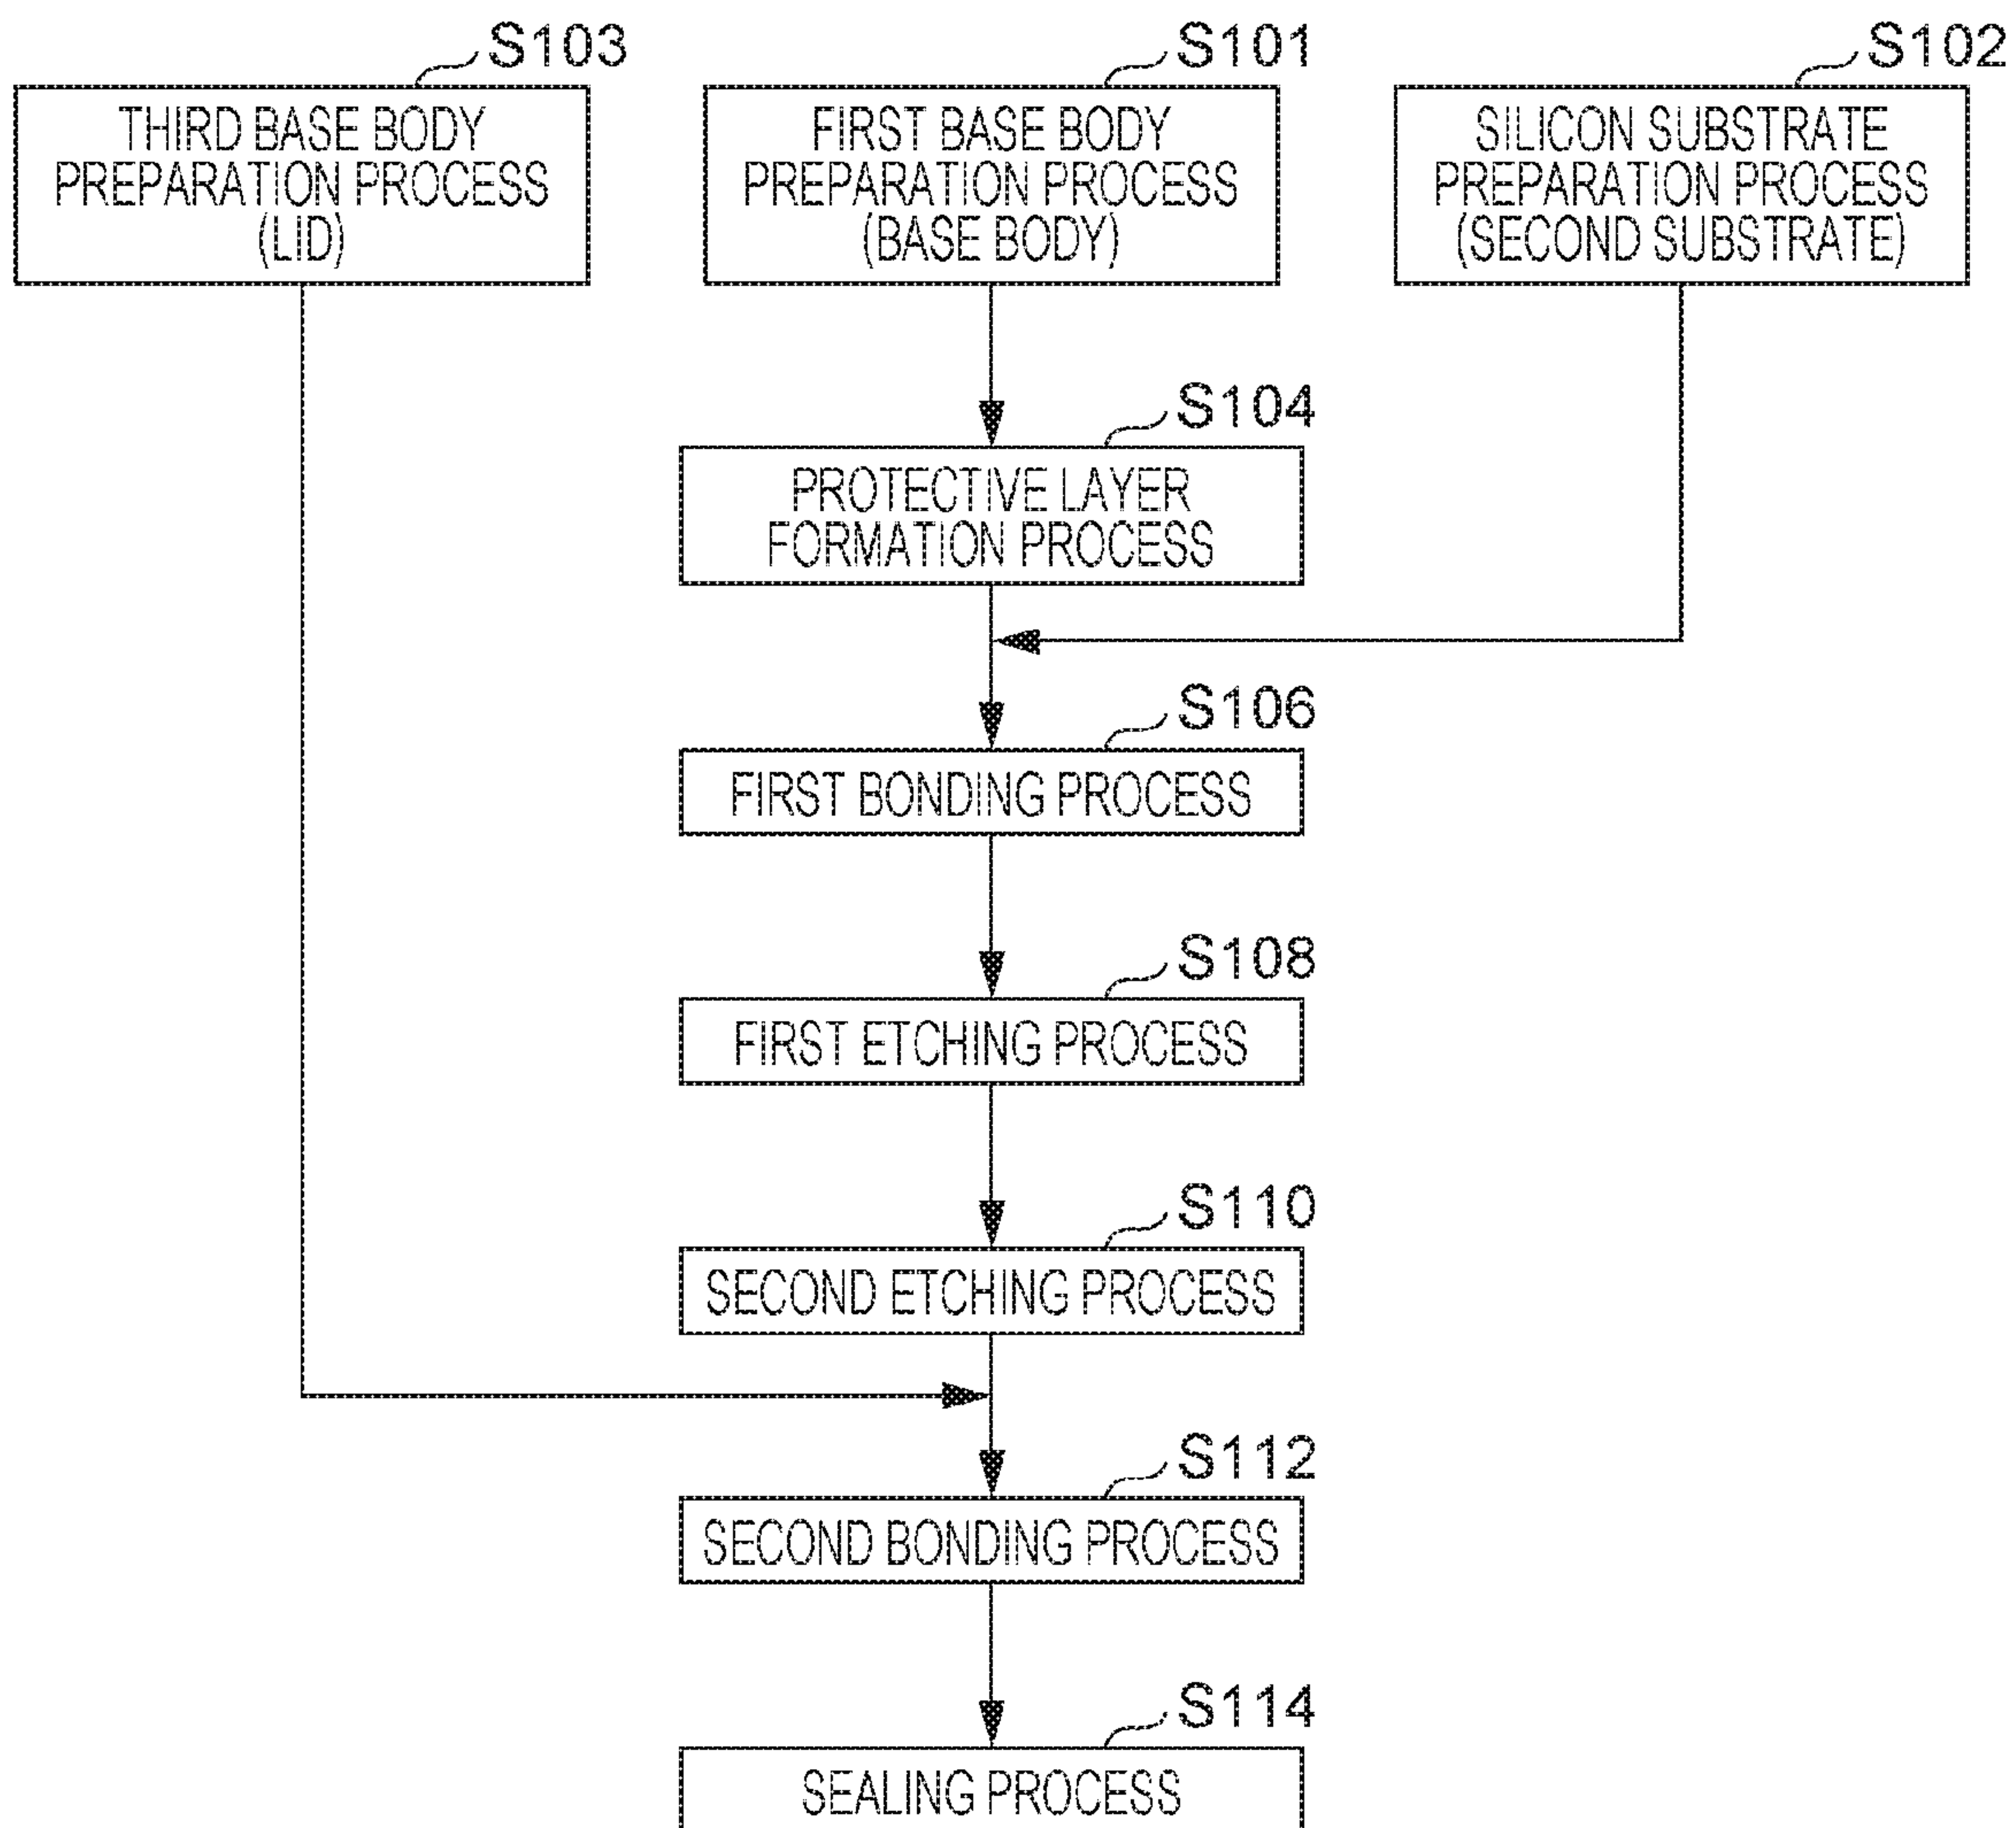 S103
THIRD BASE BODY
PREPARATION PROCESS
(LID)
S101
FIRST BASE BODY
PREPARATION PROCESS
(BASE BODY)
S102
SILICON SUBSTRATE
PREPARATION PROCESS
(SECOND SUBSTRATE)
S104
PROTECTIVE LAYER
FORMATION PROCESS
S106
FIRST BONDING PROCESS
S108
FIRST ETCHING PROCESS
S110
SECOND ETCHING PROCESS
S112
SECOND BONDING PROCESS
S114
SEALING PROCESS